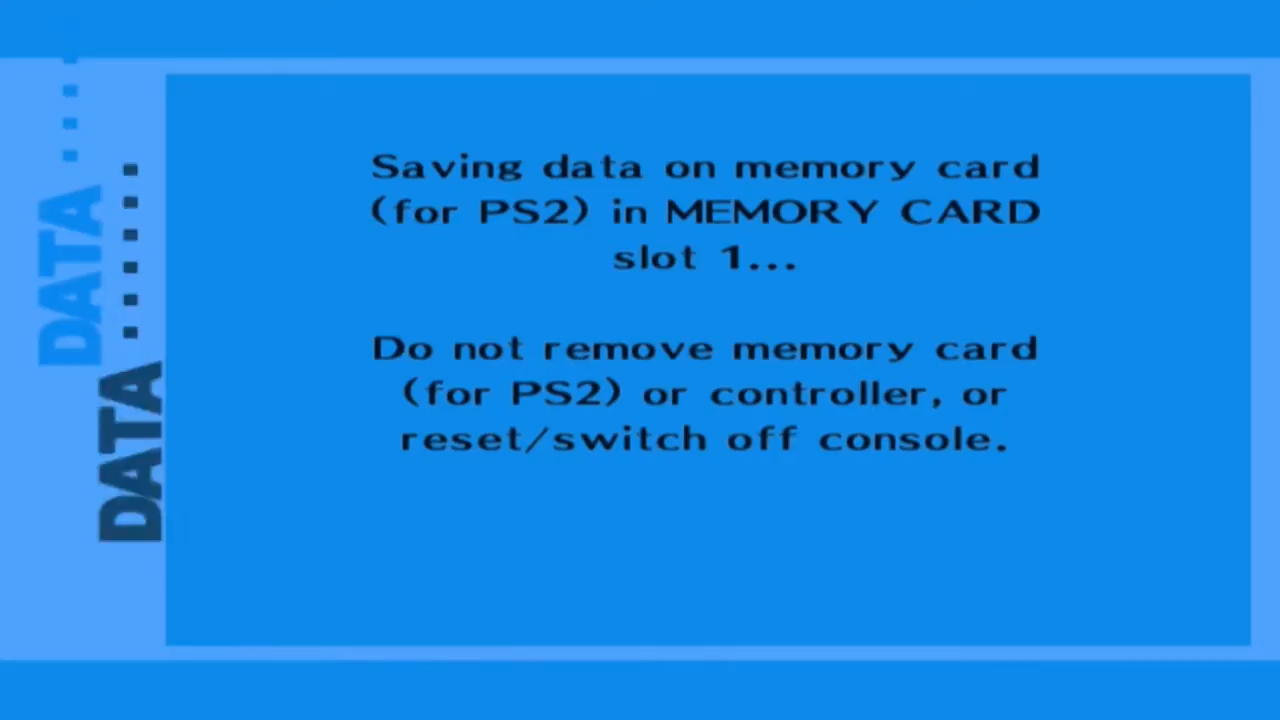 DATA ......
DATA ....
Saving data on memory card
(for PS2) in MEMORY CARD
slot 1...
Do not remove memory card
(for PS2) or controller, or
reset/switch off console.